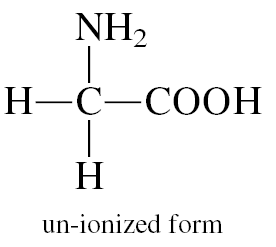 NH₂
H—C—COOH
H
un-ionized form